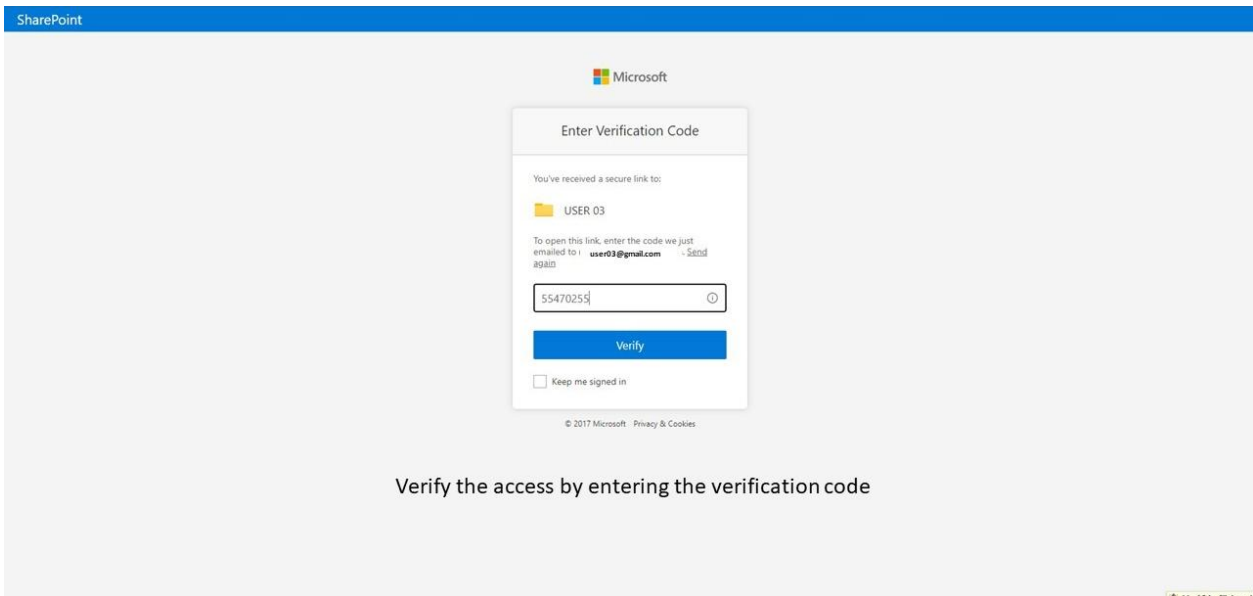 SharePoint
Microsoft
Enter Verification Code
You've received a secure link to:
USER 03
To open this link, enter the code we just
emailed to user03@gmail.com . Send
again
55470255
Verify
Keep me signed in
© 2017 Microsoft Privacy & Cookies
Verify the access by entering the verification code